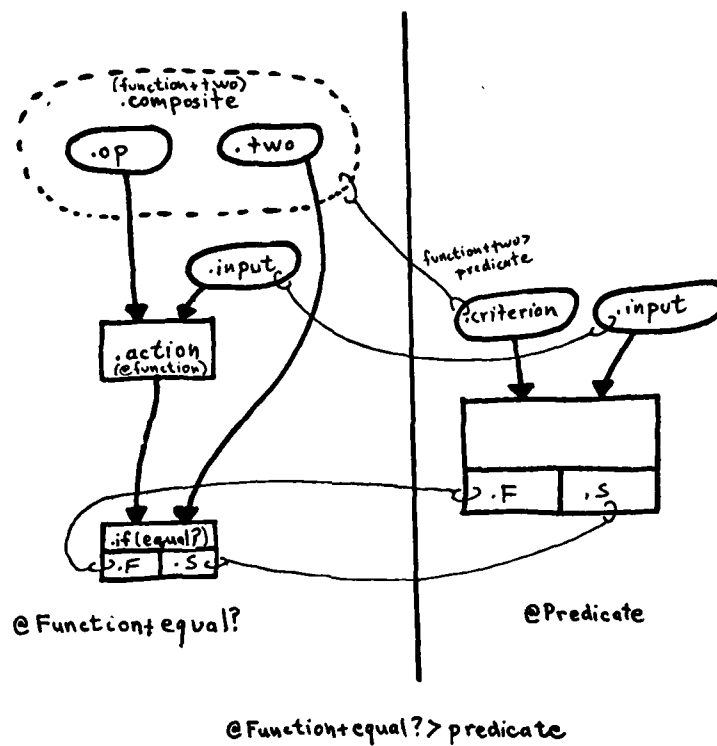 (function+two)
.composite
.op
.two
.input
function+two>
predicate
.criterion
.input
.action
(@function)
.F
.S
.if(equal?)
.F
.S
@Function+equal?
@Predicate
@Function+equal?>predicate